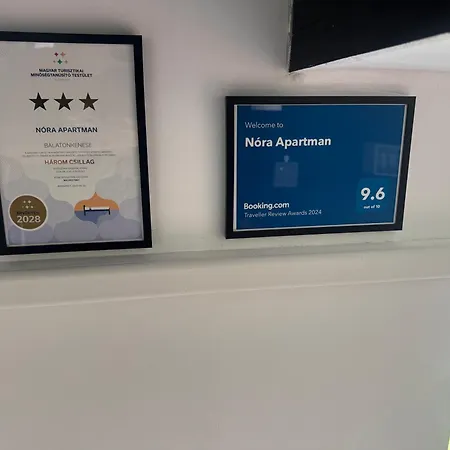 MAGYAR TURISZTIKAI
MINŐSÉGTANÚSÍTÓ TESTÜLET
NÓRA APARTMAN
BALATONKENESE
HÁROM CSILLAG
2028
Welcome to
Nóra Apartman
9.6
out of 10
Booking.com
Traveller Review Awards 2024